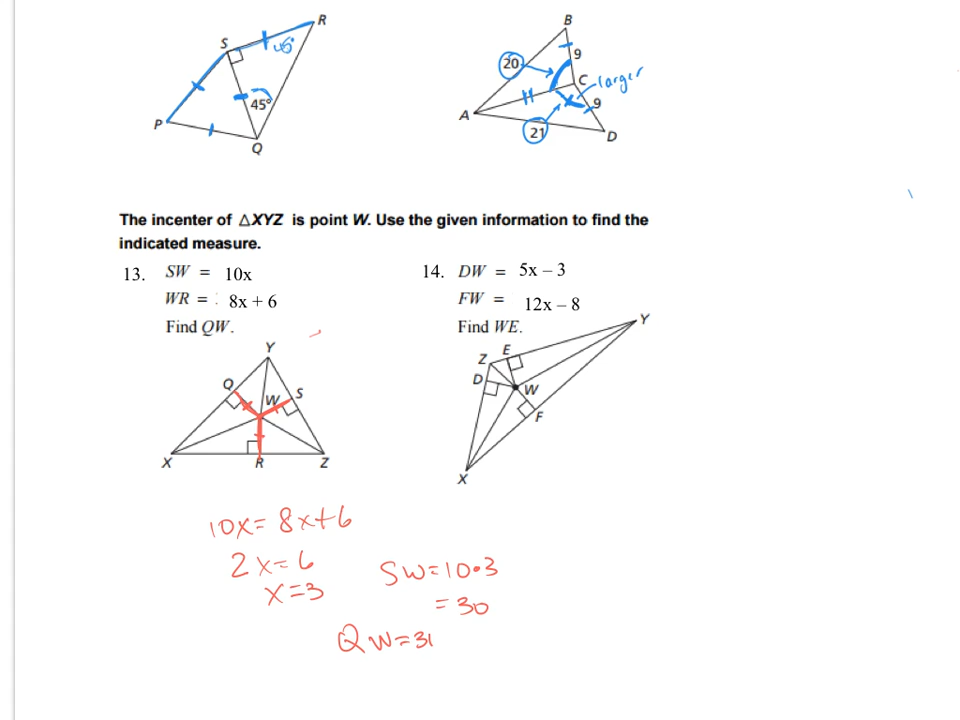 R
S
45°
45°
P
Q
B
20
9
C
larger
A
9
21
D
The incenter of △XYZ is point W. Use the given information to find the
indicated measure.
13. SW = 10x
WR = 8x + 6
Find QW.
14. DW = 5x – 3
FW = 12x – 8
Find WE.
Y
Q
W
S
X
R
Z
Y
E
Z
D
W
F
X
10x = 8x+6
2x=6
x=3
SW=10•3
=30
QW=31